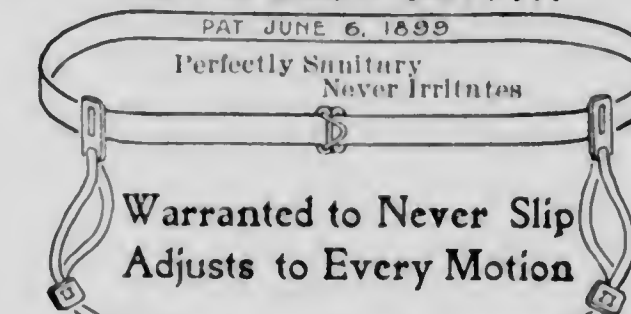 PAT JUNE 6, 1899
Perfectly Sanitary
Never Irritates
Warranted to Never Slip
Adjusts to Every Motion